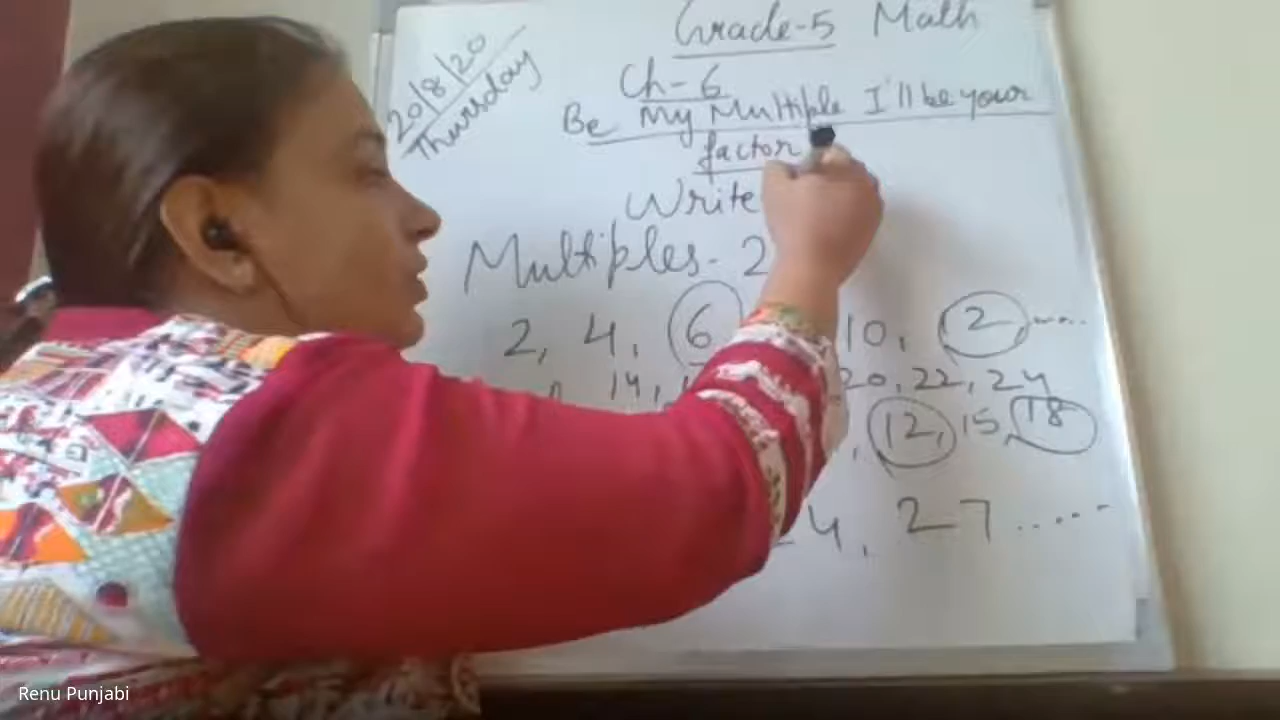 20/8/20
Thursday
Grade-5 Math
Ch-6
Be My Multiple I'll be your
factor
Write
Multiples - 2
2, 4, 6 10, 2, ......
14, 20, 22, 24
, 12, 15, 18
24, 27 ......
Renu Punjabi